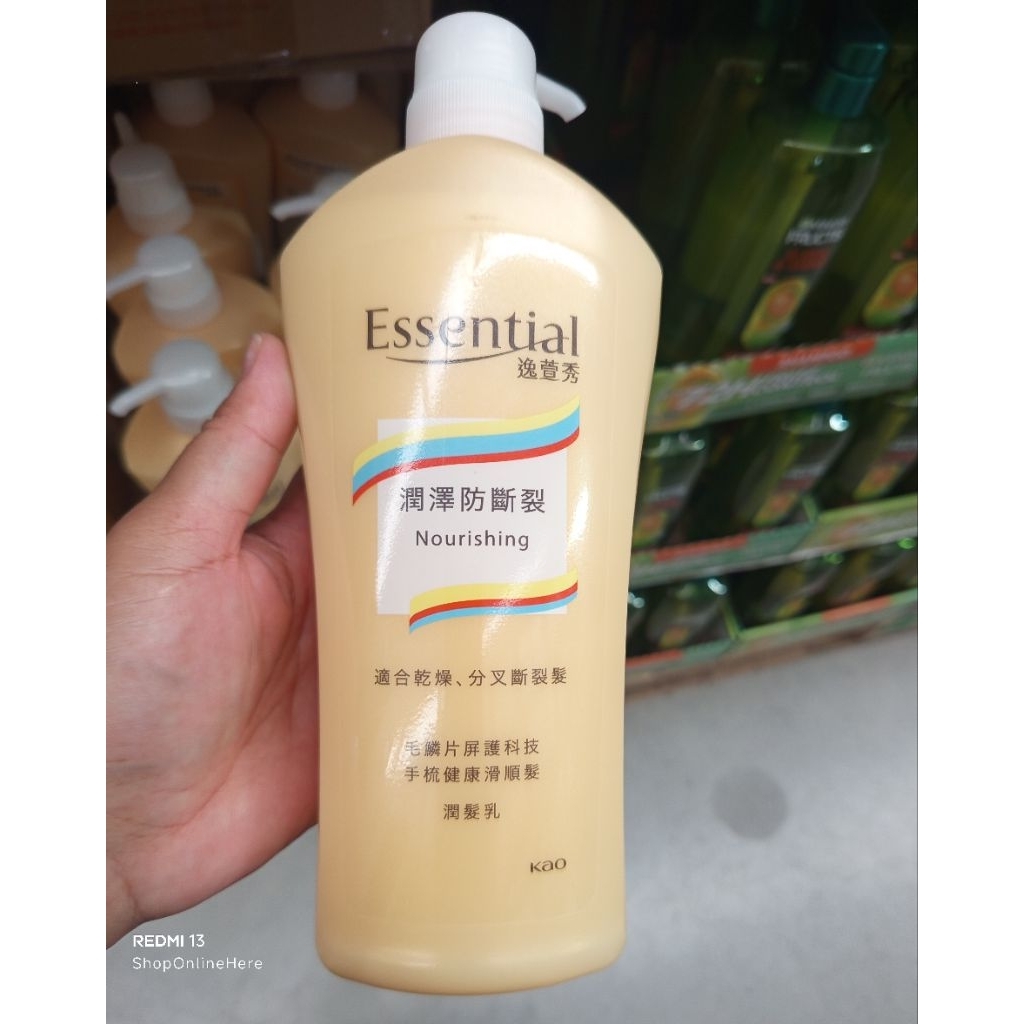 Essential
逸萱秀
潤澤防斷裂
Nourishing
適合乾燥、分叉斷裂髮
毛鱗片屏護科技
手梳健康滑順髮
潤髮乳
Kao
REDMI 13
ShopOnlineHere